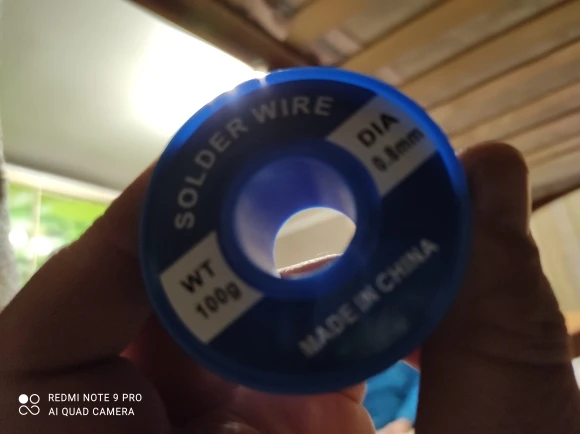 SOLDER WIRE
DIA
0.8mm
WT
100g
MADE IN CHINA
REDMI NOTE 9 PRO
AI QUAD CAMERA